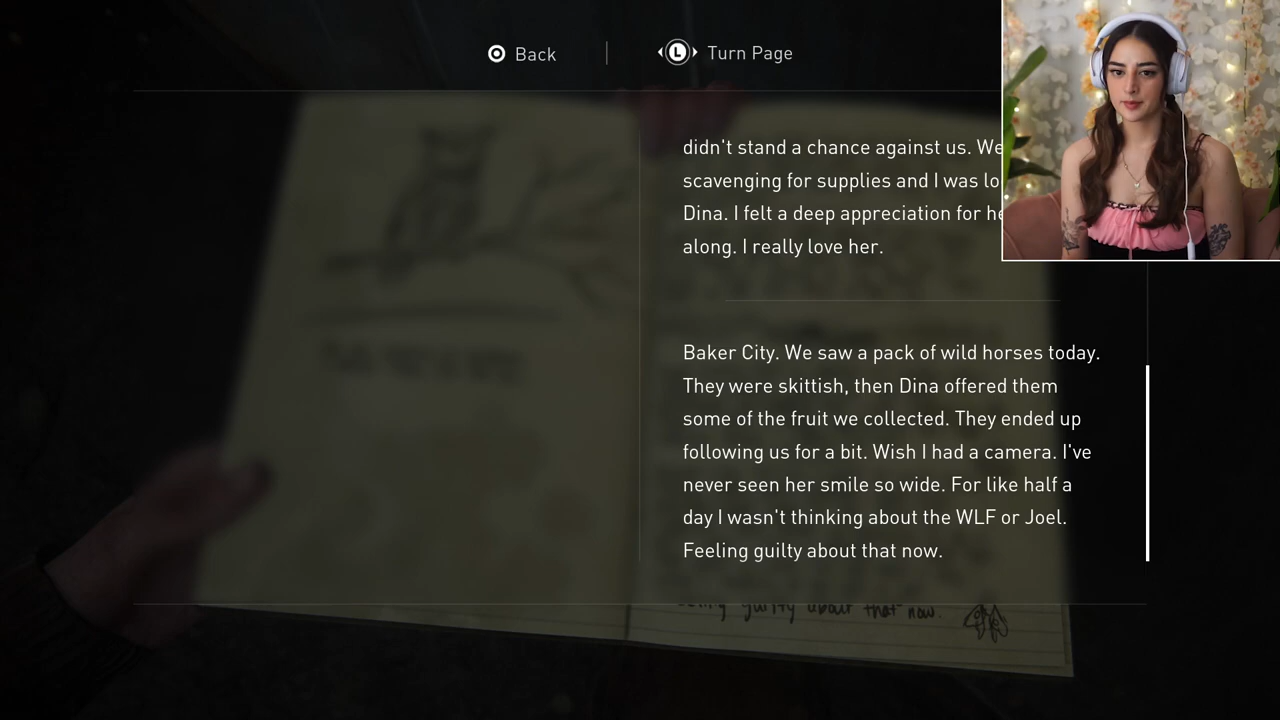 Back
L Turn Page
didn't stand a chance against us. We
scavenging for supplies and I was lo
Dina. I felt a deep appreciation for he
along. I really love her.
Baker City. We saw a pack of wild horses today.
They were skittish, then Dina offered them
some of the fruit we collected. They ended up
following us for a bit. Wish I had a camera. I've
never seen her smile so wide. For like half a
day I wasn't thinking about the WLF or Joel.
Feeling guilty about that now.
guilty about that now.